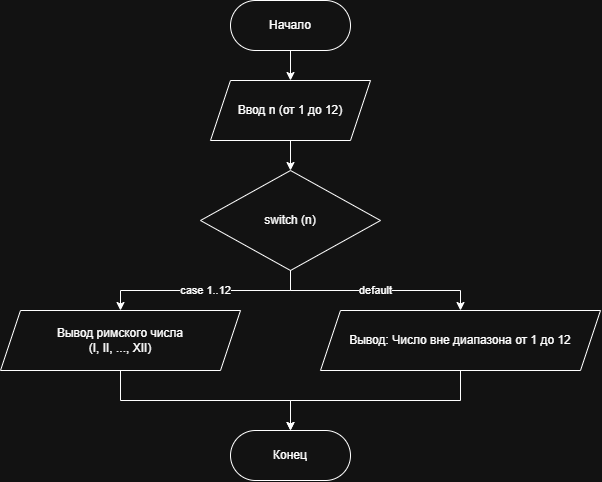 Начало
Ввод n (от 1 до 12)
switch (n)
case 1..12
default
Вывод римского числа
(I, II, ..., XII)
Вывод: Число вне диапазона от 1 до 12
Конец